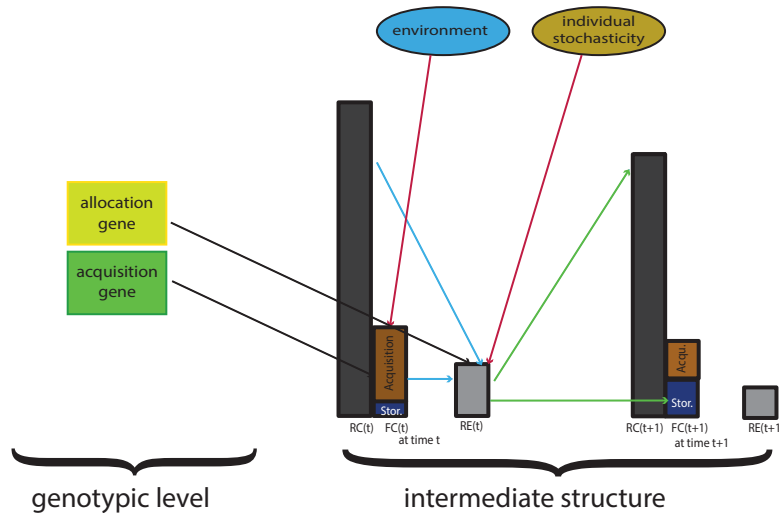 environment
individual
stochasticity
allocation
gene
acquisition
gene
Acquisition
Stor.
Acqu.
Stor.
RC(t)
FC(t)
at time t
RE(t)
RC(t+1)
FC(t+1)
at time t+1
RE(t+1
genotypic level
intermediate structure